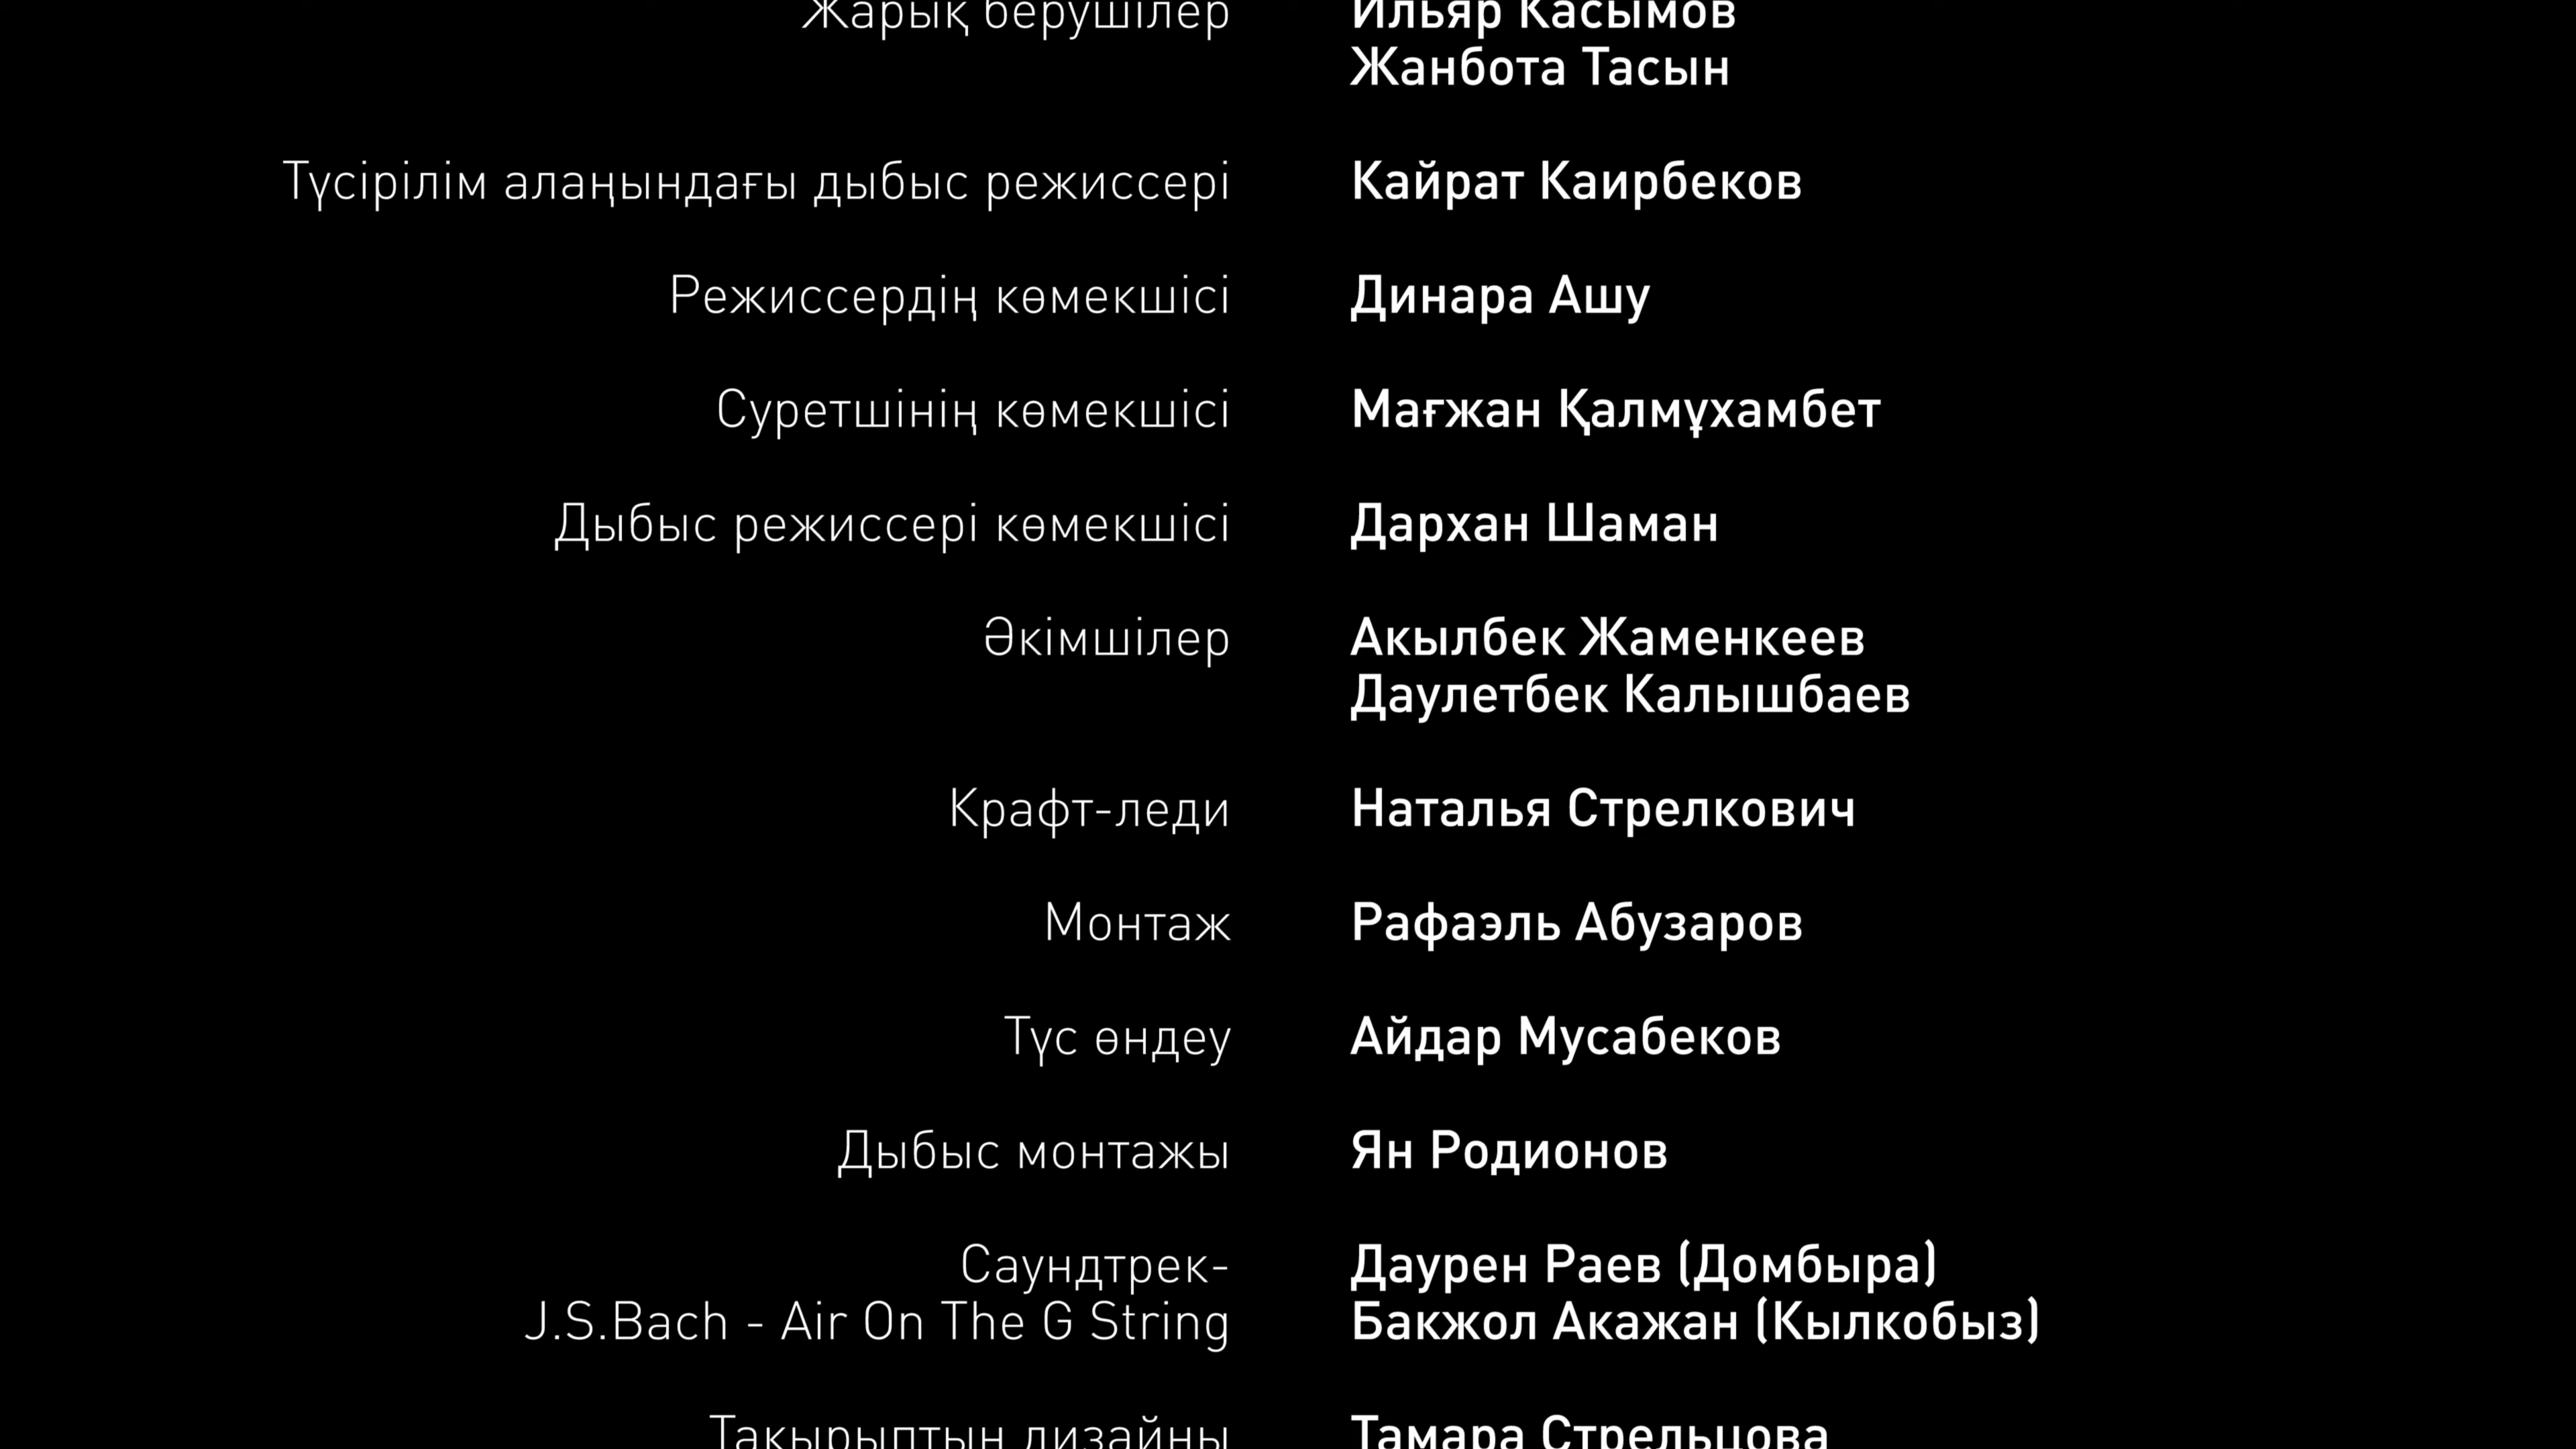 Жарық берушілер Ильяр Касымов
Жанбота Тасын
Түсірілім алаңындағы дыбыс режиссері Кайрат Каирбеков
Режиссердің көмекшісі Динара Ашу
Суретшінің көмекшісі Мағжан Қалмұхамбет
Дыбыс режиссері көмекшісі Дархан Шаман
Әкімшілер Акылбек Жаменкеев
Даулетбек Калышбаев
Крафт-леди Наталья Стрелкович
Монтаж Рафаэль Абузаров
Түс өндеу Айдар Мусабеков
Дыбыс монтажы Ян Родионов
Саундтрек- Даурен Раев (Домбыра)
J.S.Bach - Air On The G String Бакжол Акажан (Кылкобыз)
дизайны Тамара Стрельцова